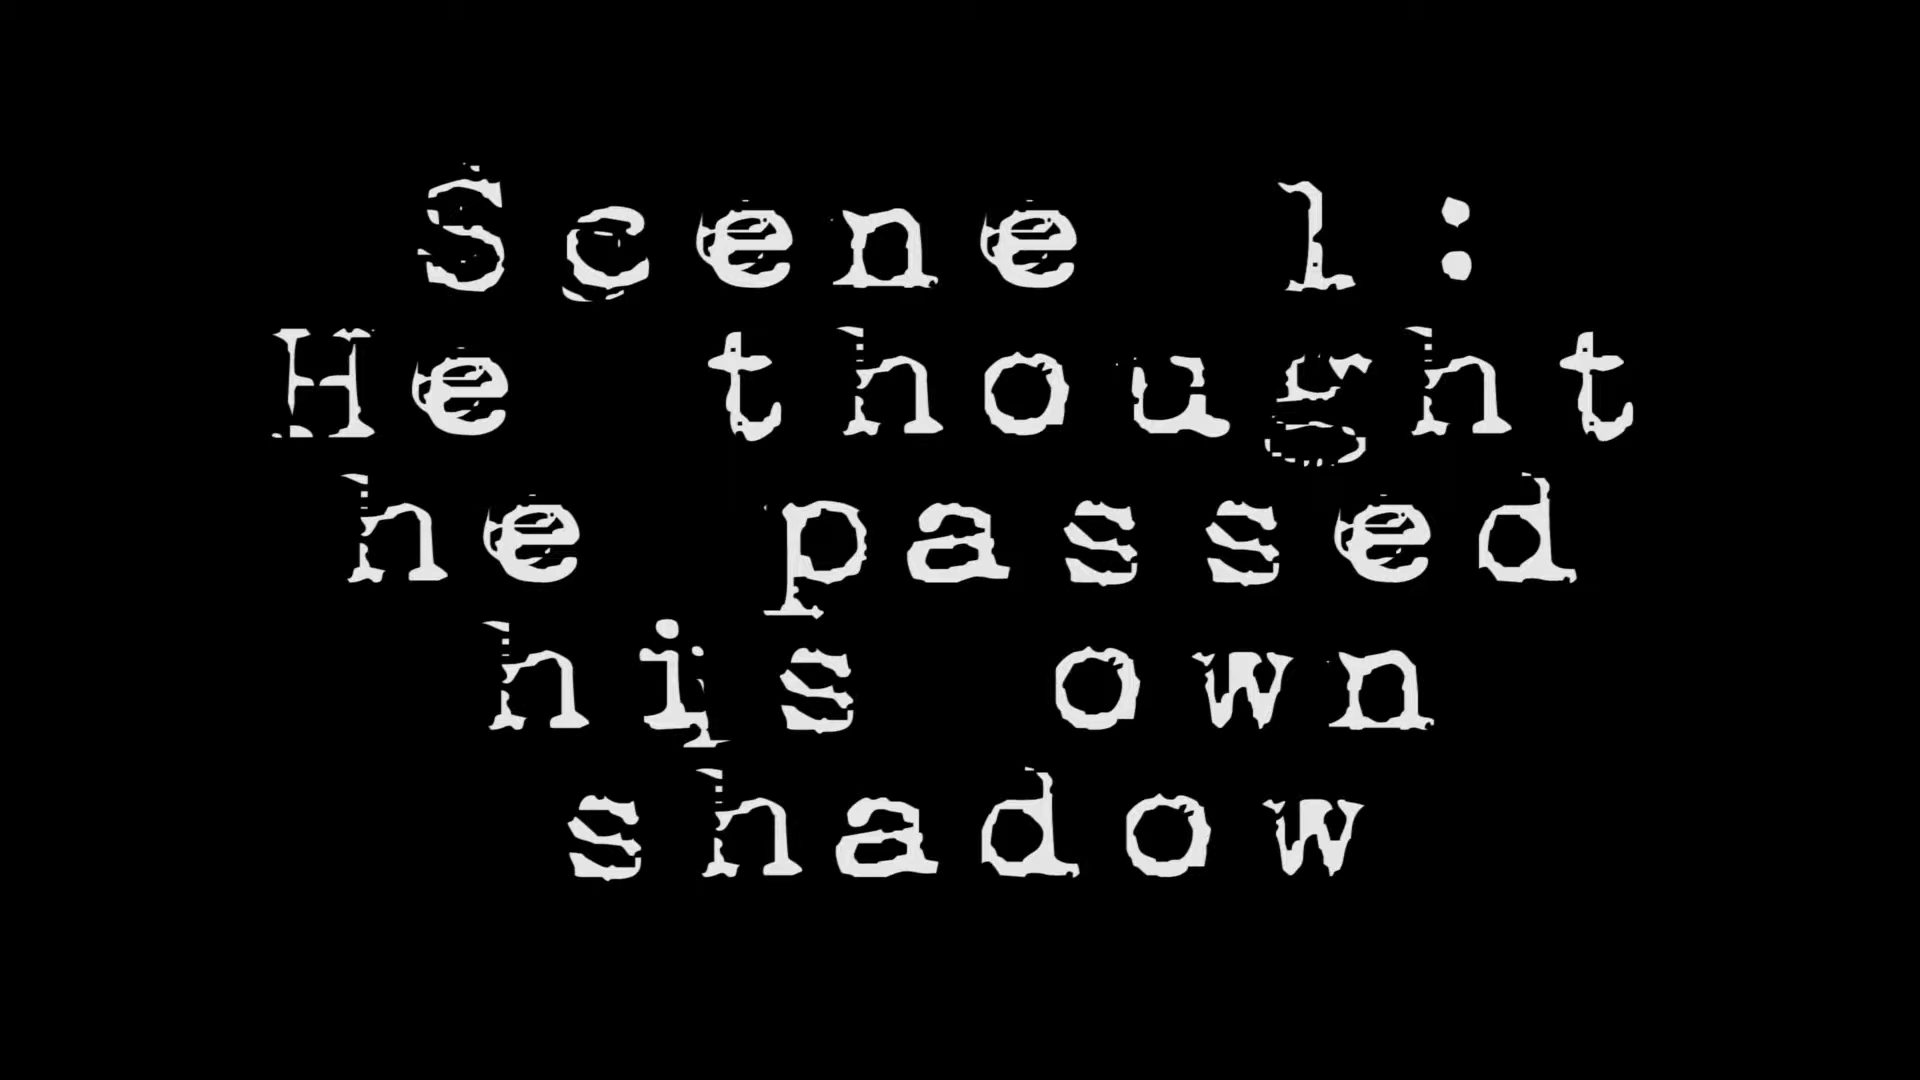 Scene 1:
He thought
he passed
his own
shadow